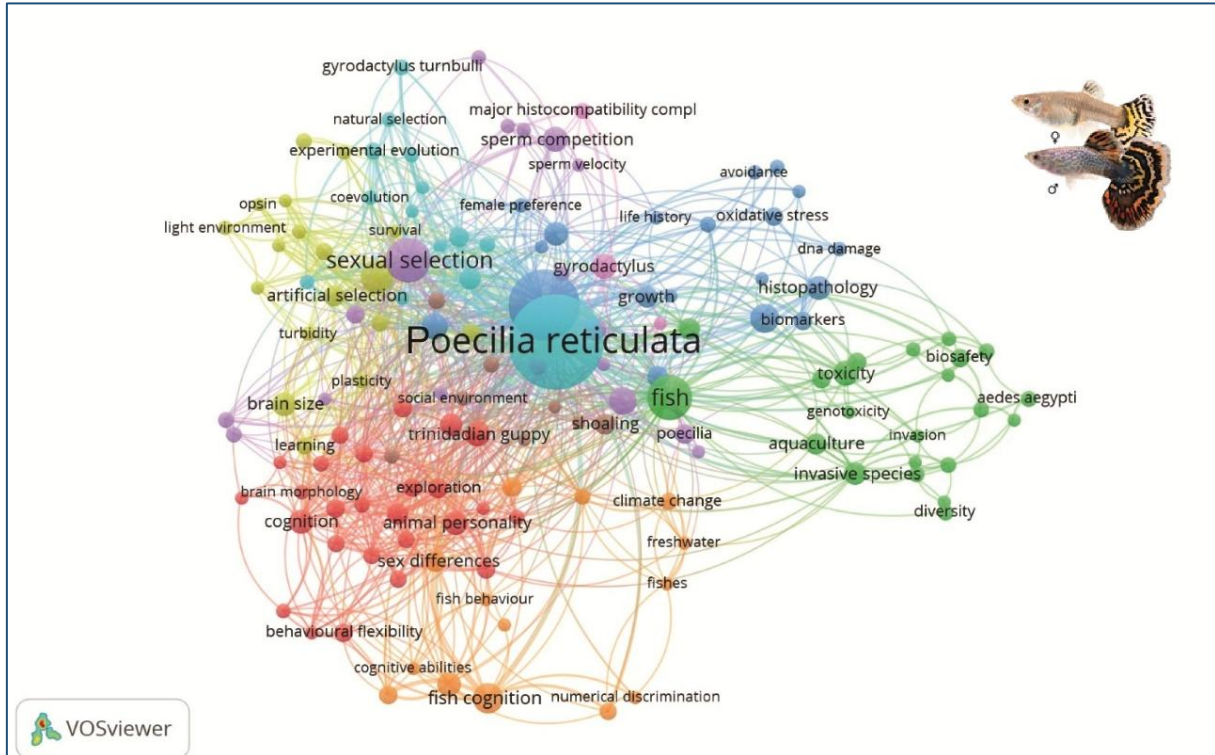 gyrodactylus turnbulli
major histocompatibility compl
natural selection
sperm competition
experimental evolution
sperm velocity
avoidance
opsin
coevolution
female preference
life history
oxidative stress
light environment
survival
dna damage
sexual selection
gyrodactylus
histopathology
artificial selection
growth
biomarkers
turbidity
Poecilia reticulata
biosafety
plasticity
toxicity
social environment
fish
aedes aegypti
brain size
genotoxicity
trinidadian guppy
shoaling
poecilia
invasion
learning
aquaculture
invasive species
brain morphology
exploration
climate change
diversity
cognition
animal personality
freshwater
sex differences
fishes
fish behaviour
behavioural flexibility
cognitive abilities
fish cognition
numerical discrimination
♀
♂
VOSviewer